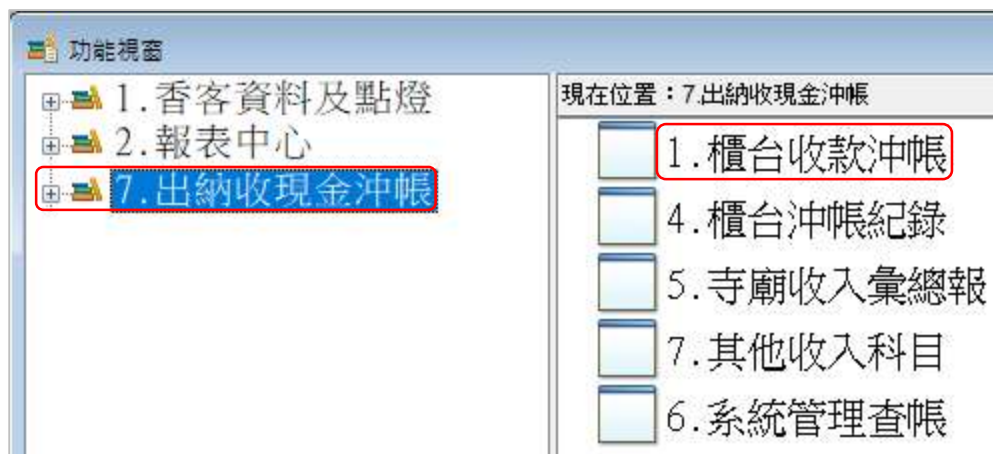 功能視窗
1.香客資料及點燈
2.報表中心
7.出納收現金沖帳
現在位置：7.出納收現金沖帳
1.櫃台收款沖帳
4.櫃台沖帳紀錄
5.寺廟收入彙總報
7.其他收入科目
6.系統管理查帳